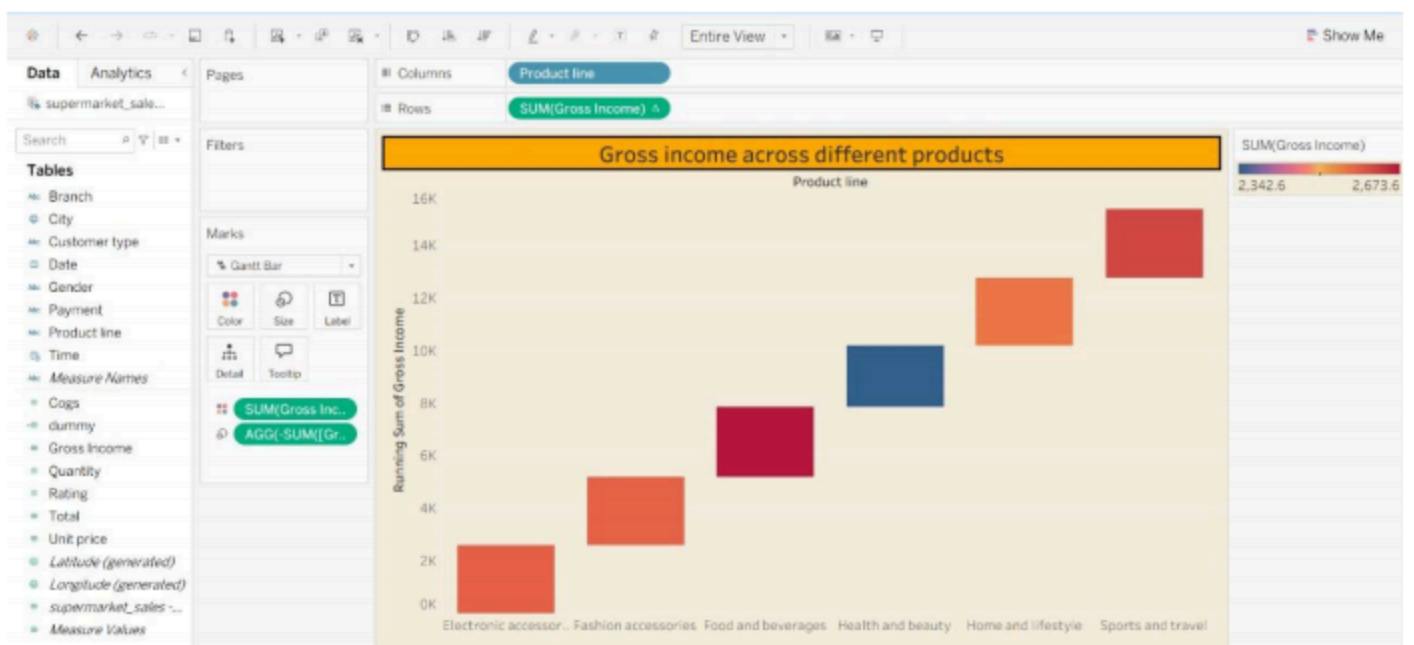 Entire View
Show Me
Data
Analytics
Pages
Columns
Product line
supermarket_sale...
Rows
SUM(Gross Income)
Search
Filters
Gross income across different products
SUM(Gross Income)
2,342.6
2,673.6
Tables
Product line
Branch
City
Customer type
Date
Gender
Payment
Product line
Time
Measure Names
Cogs
dummy
Gross Income
Quantity
Rating
Total
Unit price
Latitude (generated)
Longitude (generated)
supermarket_sales -...
Measure Values
Marks
Gantt Bar
Color
Size
Label
Detail
Tooltip
SUM(Gross Inc..
AGG(-SUM([Gr..
Running Sum of Gross Income
16K
14K
12K
10K
8K
6K
4K
2K
0K
Electronic accessor..
Fashion accessories
Food and beverages
Health and beauty
Home and lifestyle
Sports and travel